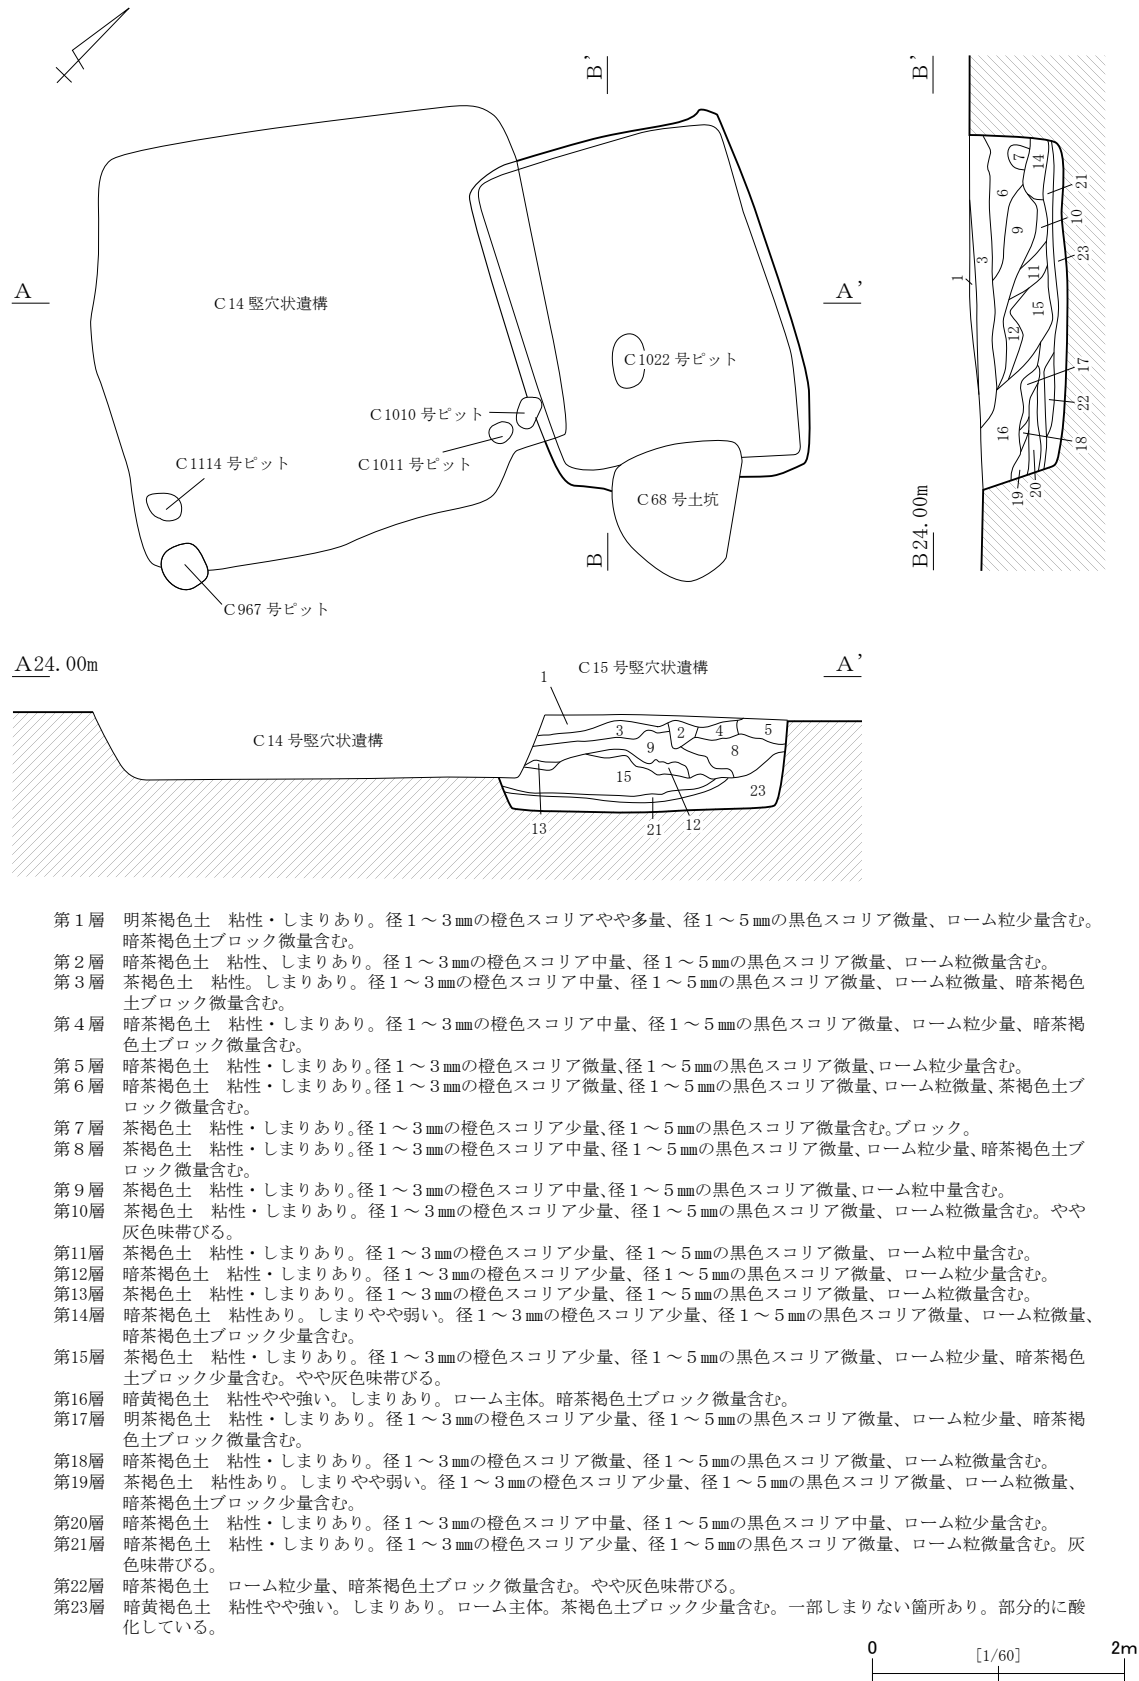 B'
B'
A
C14 竪穴状遺構
A'
C1022 号ピット
C1010 号ピット
C1011 号ピット
C1114 号ピット
C68 号土坑
B
C967 号ピット
7
14
21
6
10
9
23
3
11
1
15
12
17
22
16
18
19
20
B24.00m
A24.00m
C15 号竪穴状遺構
A'
1
C14 号竪穴状遺構
3
2
4
5
9
8
15
23
13
21
12
第１層　明茶褐色土　粘性・しまりあり。径１～３㎜の橙色スコリアやや多量、径１～５㎜の黒色スコリア微量、ローム粒少量含む。
暗茶褐色土ブロック微量含む。
第２層　暗茶褐色土　粘性、しまりあり。径１～３㎜の橙色スコリア中量、径１～５㎜の黒色スコリア微量、ローム粒微量含む。
第３層　茶褐色土　粘性。しまりあり。径１～３㎜の橙色スコリア中量、径１～５㎜の黒色スコリア微量、ローム粒微量、暗茶褐色
土ブロック微量含む。
第４層　暗茶褐色土　粘性・しまりあり。径１～３㎜の橙色スコリア中量、径１～５㎜の黒色スコリア微量、ローム粒少量、暗茶褐
色土ブロック微量含む。
第５層　暗茶褐色土　粘性・しまりあり。径１～３㎜の橙色スコリア微量、径１～５㎜の黒色スコリア微量、ローム粒少量含む。
第６層　暗茶褐色土　粘性・しまりあり。径１～３㎜の橙色スコリア微量、径１～５㎜の黒色スコリア微量、ローム粒微量、茶褐色土ブ
ロック微量含む。
第７層　茶褐色土　粘性・しまりあり。径１～３㎜の橙色スコリア少量、径１～５㎜の黒色スコリア微量含む。ブロック。
第８層　茶褐色土　粘性・しまりあり。径１～３㎜の橙色スコリア中量、径１～５㎜の黒色スコリア微量、ローム粒少量、暗茶褐色土ブ
ロック微量含む。
第９層　茶褐色土　粘性・しまりあり。径１～３㎜の橙色スコリア中量、径１～５㎜の黒色スコリア微量、ローム粒中量含む。
第10層　茶褐色土　粘性・しまりあり。径１～３㎜の橙色スコリア少量、径１～５㎜の黒色スコリア微量、ローム粒微量含む。やや
灰色味帯びる。
第11層　茶褐色土　粘性・しまりあり。径１～３㎜の橙色スコリア少量、径１～５㎜の黒色スコリア微量、ローム粒中量含む。
第12層　暗茶褐色土　粘性・しまりあり。径１～３㎜の橙色スコリア少量、径１～５㎜の黒色スコリア微量、ローム粒少量含む。
第13層　茶褐色土　粘性・しまりあり。径１～３㎜の橙色スコリア少量、径１～５㎜の黒色スコリア微量、ローム粒微量含む。
第14層　暗茶褐色土　粘性あり。しまりやや弱い。径１～３㎜の橙色スコリア少量、径１～５㎜の黒色スコリア微量、ローム粒微量、
暗茶褐色土ブロック少量含む。
第15層　茶褐色土　粘性・しまりあり。径１～３㎜の橙色スコリア少量、径１～５㎜の黒色スコリア微量、ローム粒少量、暗茶褐色
土ブロック少量含む。やや灰色味帯びる。
第16層　暗黄褐色土　粘性やや強い。しまりあり。ローム主体。暗茶褐色土ブロック微量含む。
第17層　明茶褐色土　粘性・しまりあり。径１～３㎜の橙色スコリア少量、径１～５㎜の黒色スコリア微量、ローム粒少量、暗茶褐
色土ブロック微量含む。
第18層　暗茶褐色土　粘性・しまりあり。径１～３㎜の橙色スコリア微量、径１～５㎜の黒色スコリア微量、ローム粒微量含む。
第19層　茶褐色土　粘性あり。しまりやや弱い。径１～３㎜の橙色スコリア少量、径１～５㎜の黒色スコリア微量、ローム粒微量、
暗茶褐色土ブロック少量含む。
第20層　暗茶褐色土　粘性・しまりあり。径１～３㎜の橙色スコリア中量、径１～５㎜の黒色スコリア中量、ローム粒少量含む。
第21層　暗茶褐色土　粘性・しまりあり。径１～３㎜の橙色スコリア少量、径１～５㎜の黒色スコリア微量、ローム粒微量含む。灰
色味帯びる。
第22層　暗茶褐色土　ローム粒少量、暗茶褐色土ブロック微量含む。やや灰色味帯びる。
第23層　暗黄褐色土　粘性やや強い。しまりあり。ローム主体。茶褐色土ブロック少量含む。一部しまりない箇所あり。部分的に酸
化している。
0
[1/60]
2m